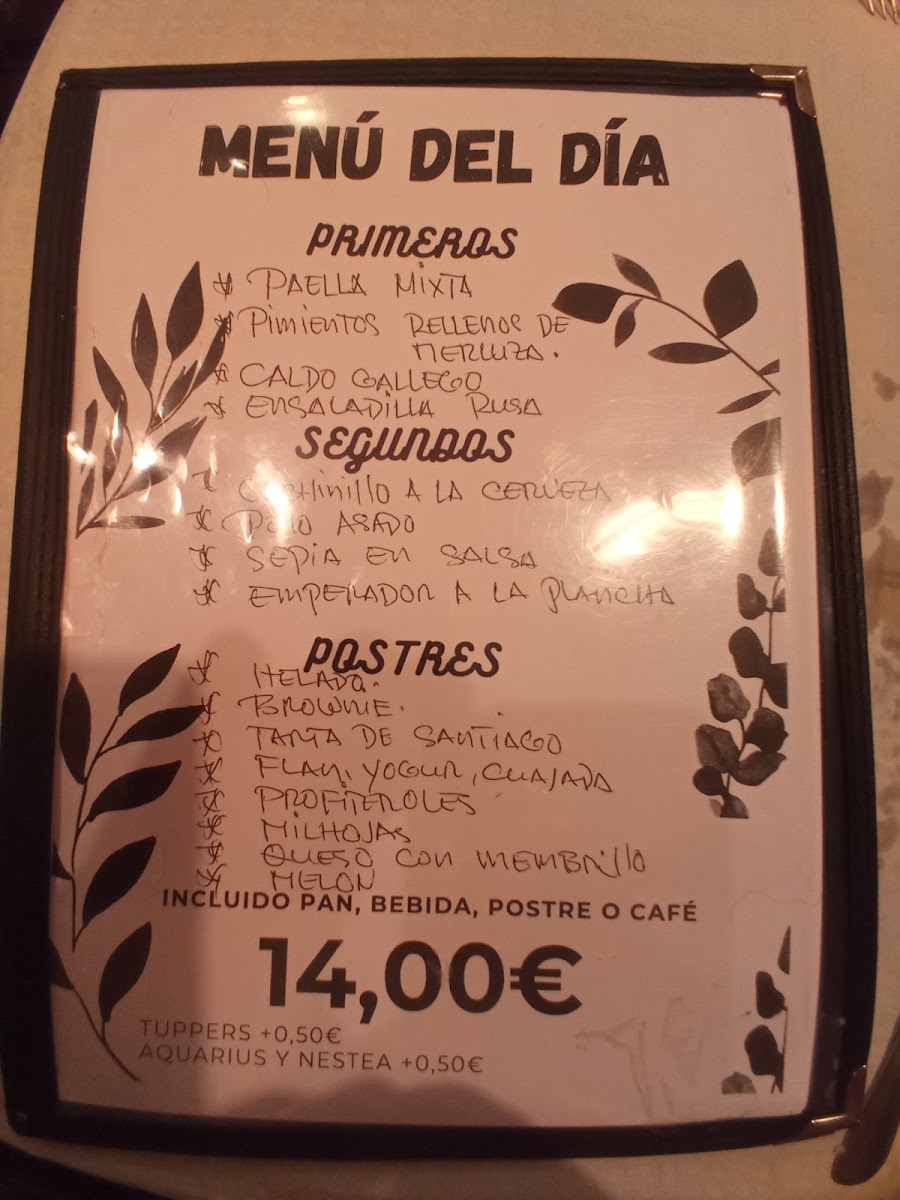 MENÚ DEL DÍA
PRIMEROS
* PAELLA MIXTA
* PIMIENTOS RELLENOS DE
MERLUZA.
* CALDO GALLEGO
* ENSALADILLA RUSA
SEGUNDOS
* COCHINILLO A LA CERVEZA
* POLLO ASADO
* SEPIA EN SALSA
* EMPERADOR A LA PLANCHA
POSTRES
* HELADO.
* BROWNIE.
* TARTA DE SANTIAGO
* FLAN, YOGUR, CUAJADA
* PROFITEROLES
* MILHOJAS
* QUESO CON MEMBRILLO
* MELON
INCLUIDO PAN, BEBIDA, POSTRE O CAFÉ
14,00€
TUPPERS +0,50€
AQUARIUS Y NESTEA +0,50€